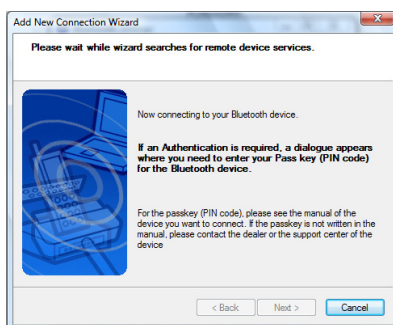 Add New Connection Wizard
Please wait while wizard searches for remote device services.
Now connecting to your Bluetooth device.
If an Authentication is required, a dialogue appears
where you need to enter your Pass key (PIN code)
for the Bluetooth device.
For the passkey (PIN code), please see the manual of the
device you want to connect. If the passkey is not written in the
manual, please contact the dealer or the support center of the
device
< Back
Next >
Cancel